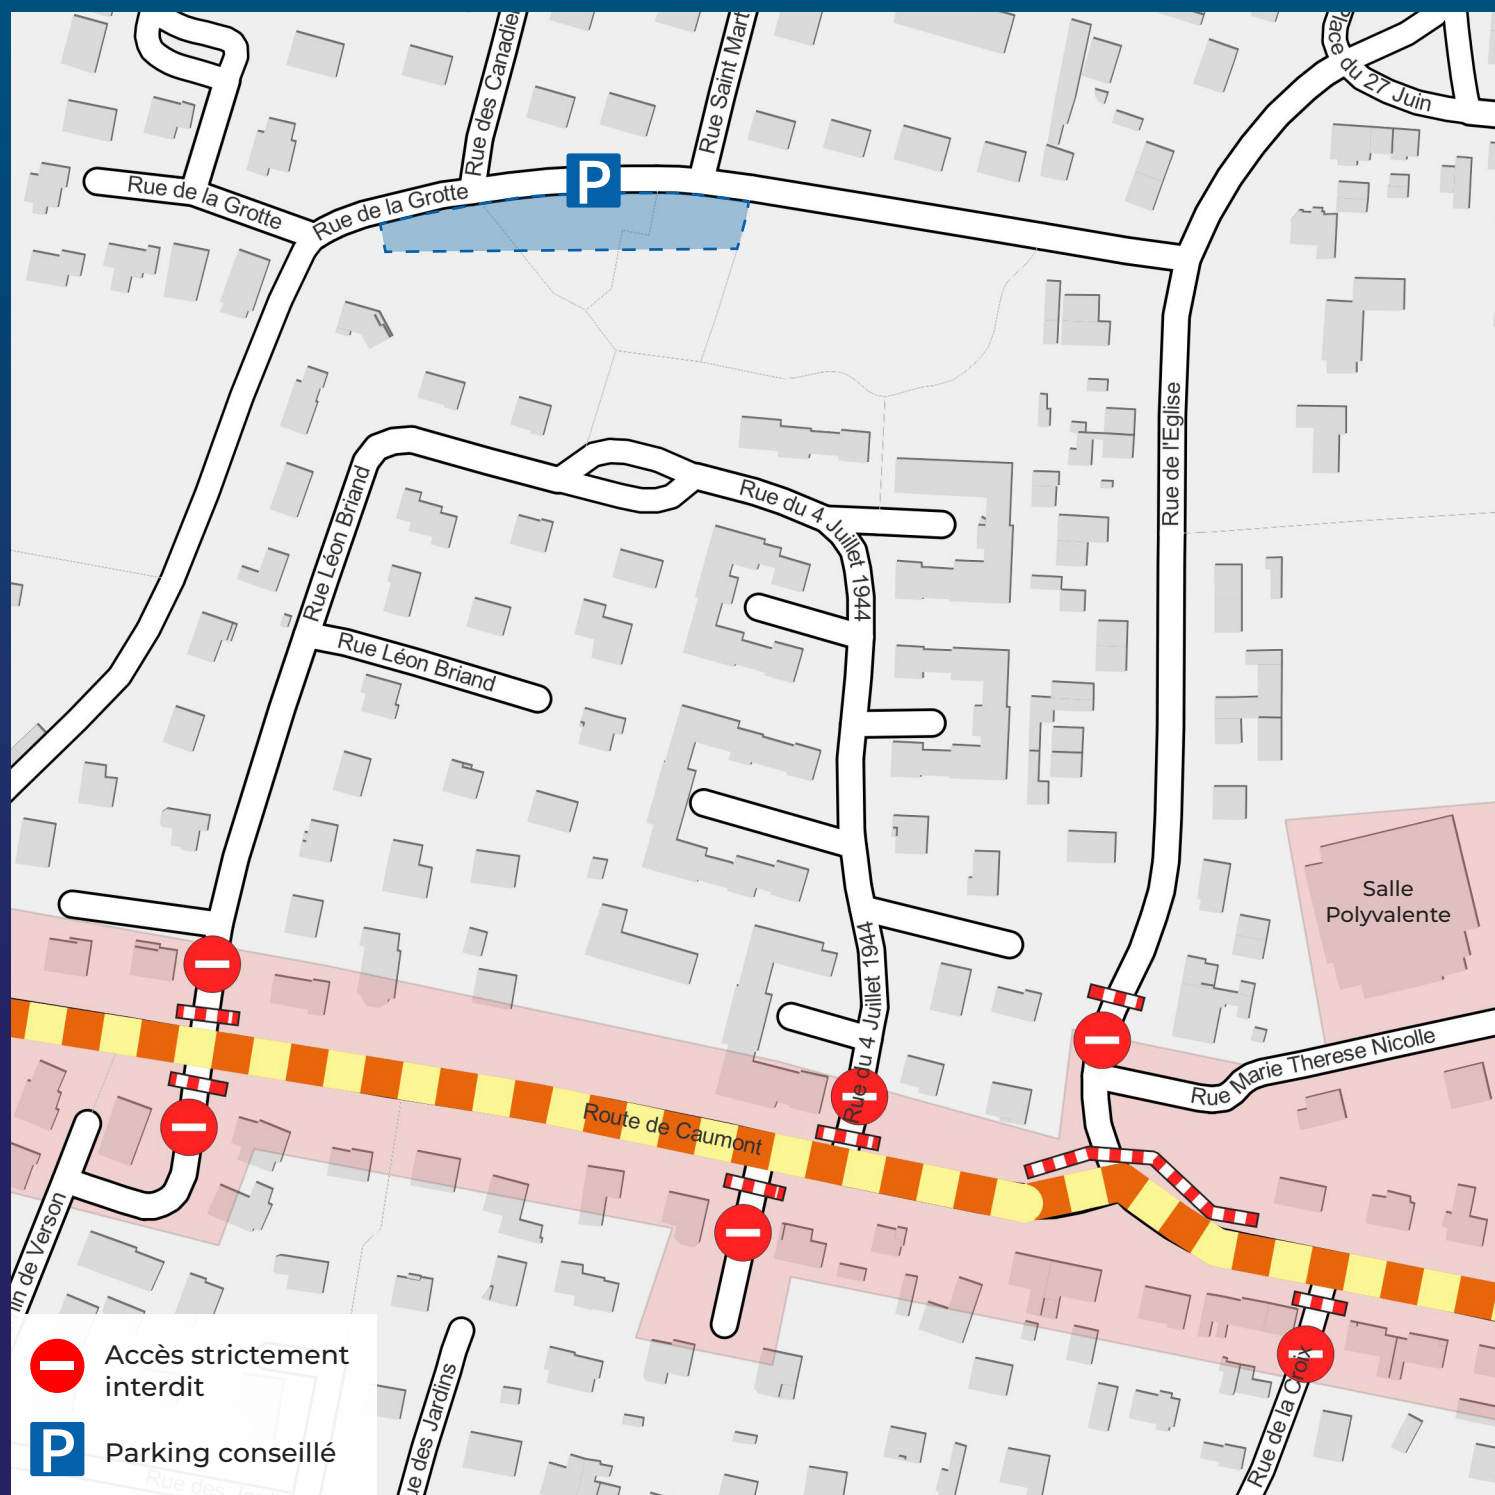 Rue des Canadie
Rue Saint Mart
Place du 27 Juin
P
Rue de la Grotte
Rue de la Grotte
Rue de l'Eglise
Rue du 4 Juillet 1944
Rue Léon Briand
Rue Léon Briand
Salle
Polyvalente
Rue du 4 Juillet 1944
Rue Marie Therese Nicolle
Route de Caumont
in de Verson
ue des Jardins
Rue de la Croix
Accès strictement
interdit
P Parking conseillé
Rue des